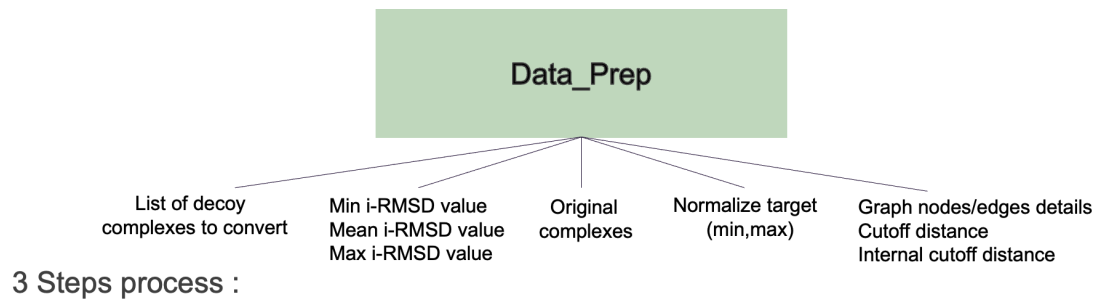 Data_Prep
List of decoy
complexes to convert
Min i-RMSD value
Mean i-RMSD value
Max i-RMSD value
Original
complexes
Normalize target
(min,max)
Graph nodes/edges details
Cutoff distance
Internal cutoff distance
3 Steps process :